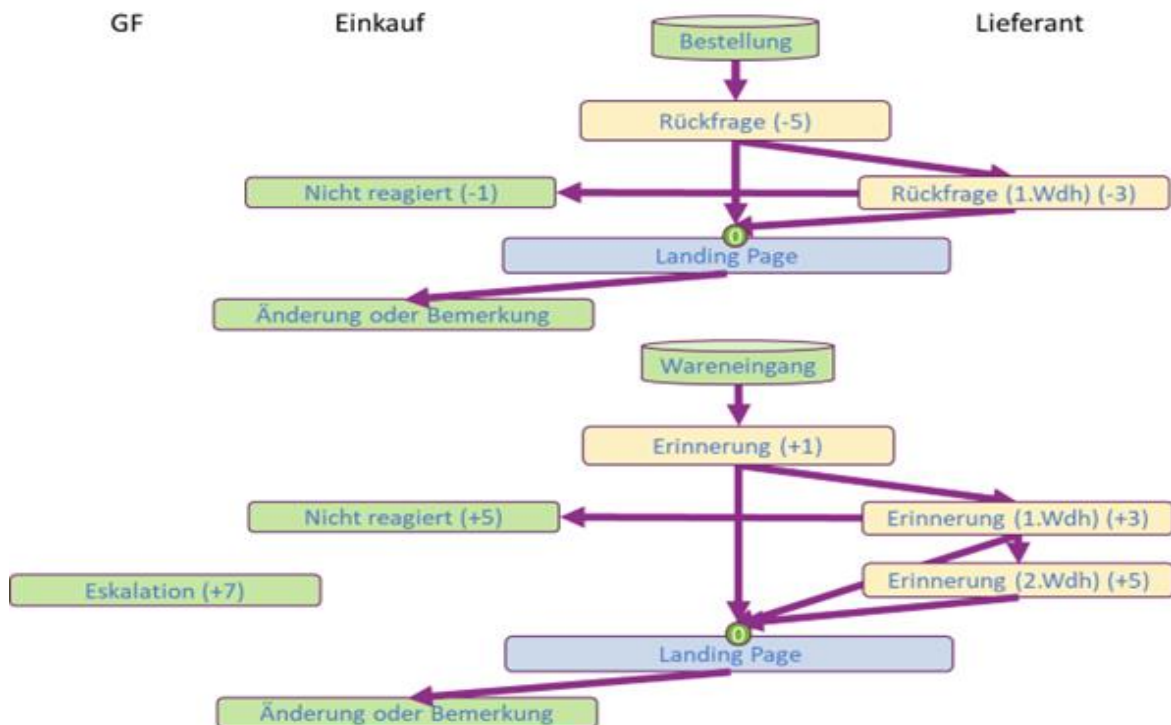 GF
Einkauf
Lieferant
Bestellung
Rückfrage (-5)
Nicht reagiert (-1)
Rückfrage (1.Wdh) (-3)
0
Landing Page
Änderung oder Bemerkung
Wareneingang
Erinnerung (+1)
Nicht reagiert (+5)
Erinnerung (1.Wdh) (+3)
Eskalation (+7)
Erinnerung (2.Wdh) (+5)
0
Landing Page
Änderung oder Bemerkung